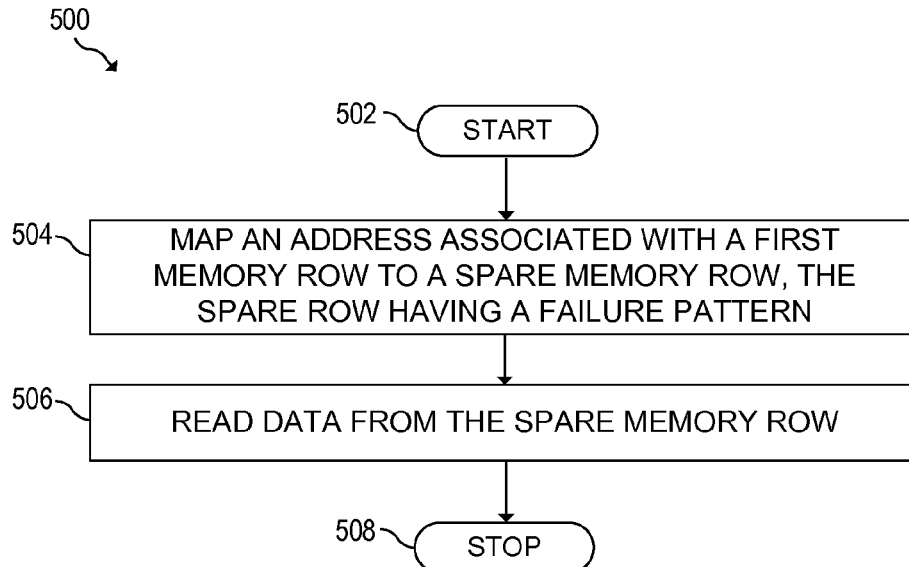 500
502
START
504
MAP AN ADDRESS ASSOCIATED WITH A FIRST
MEMORY ROW TO A SPARE MEMORY ROW, THE
SPARE ROW HAVING A FAILURE PATTERN
506
READ DATA FROM THE SPARE MEMORY ROW
508
STOP